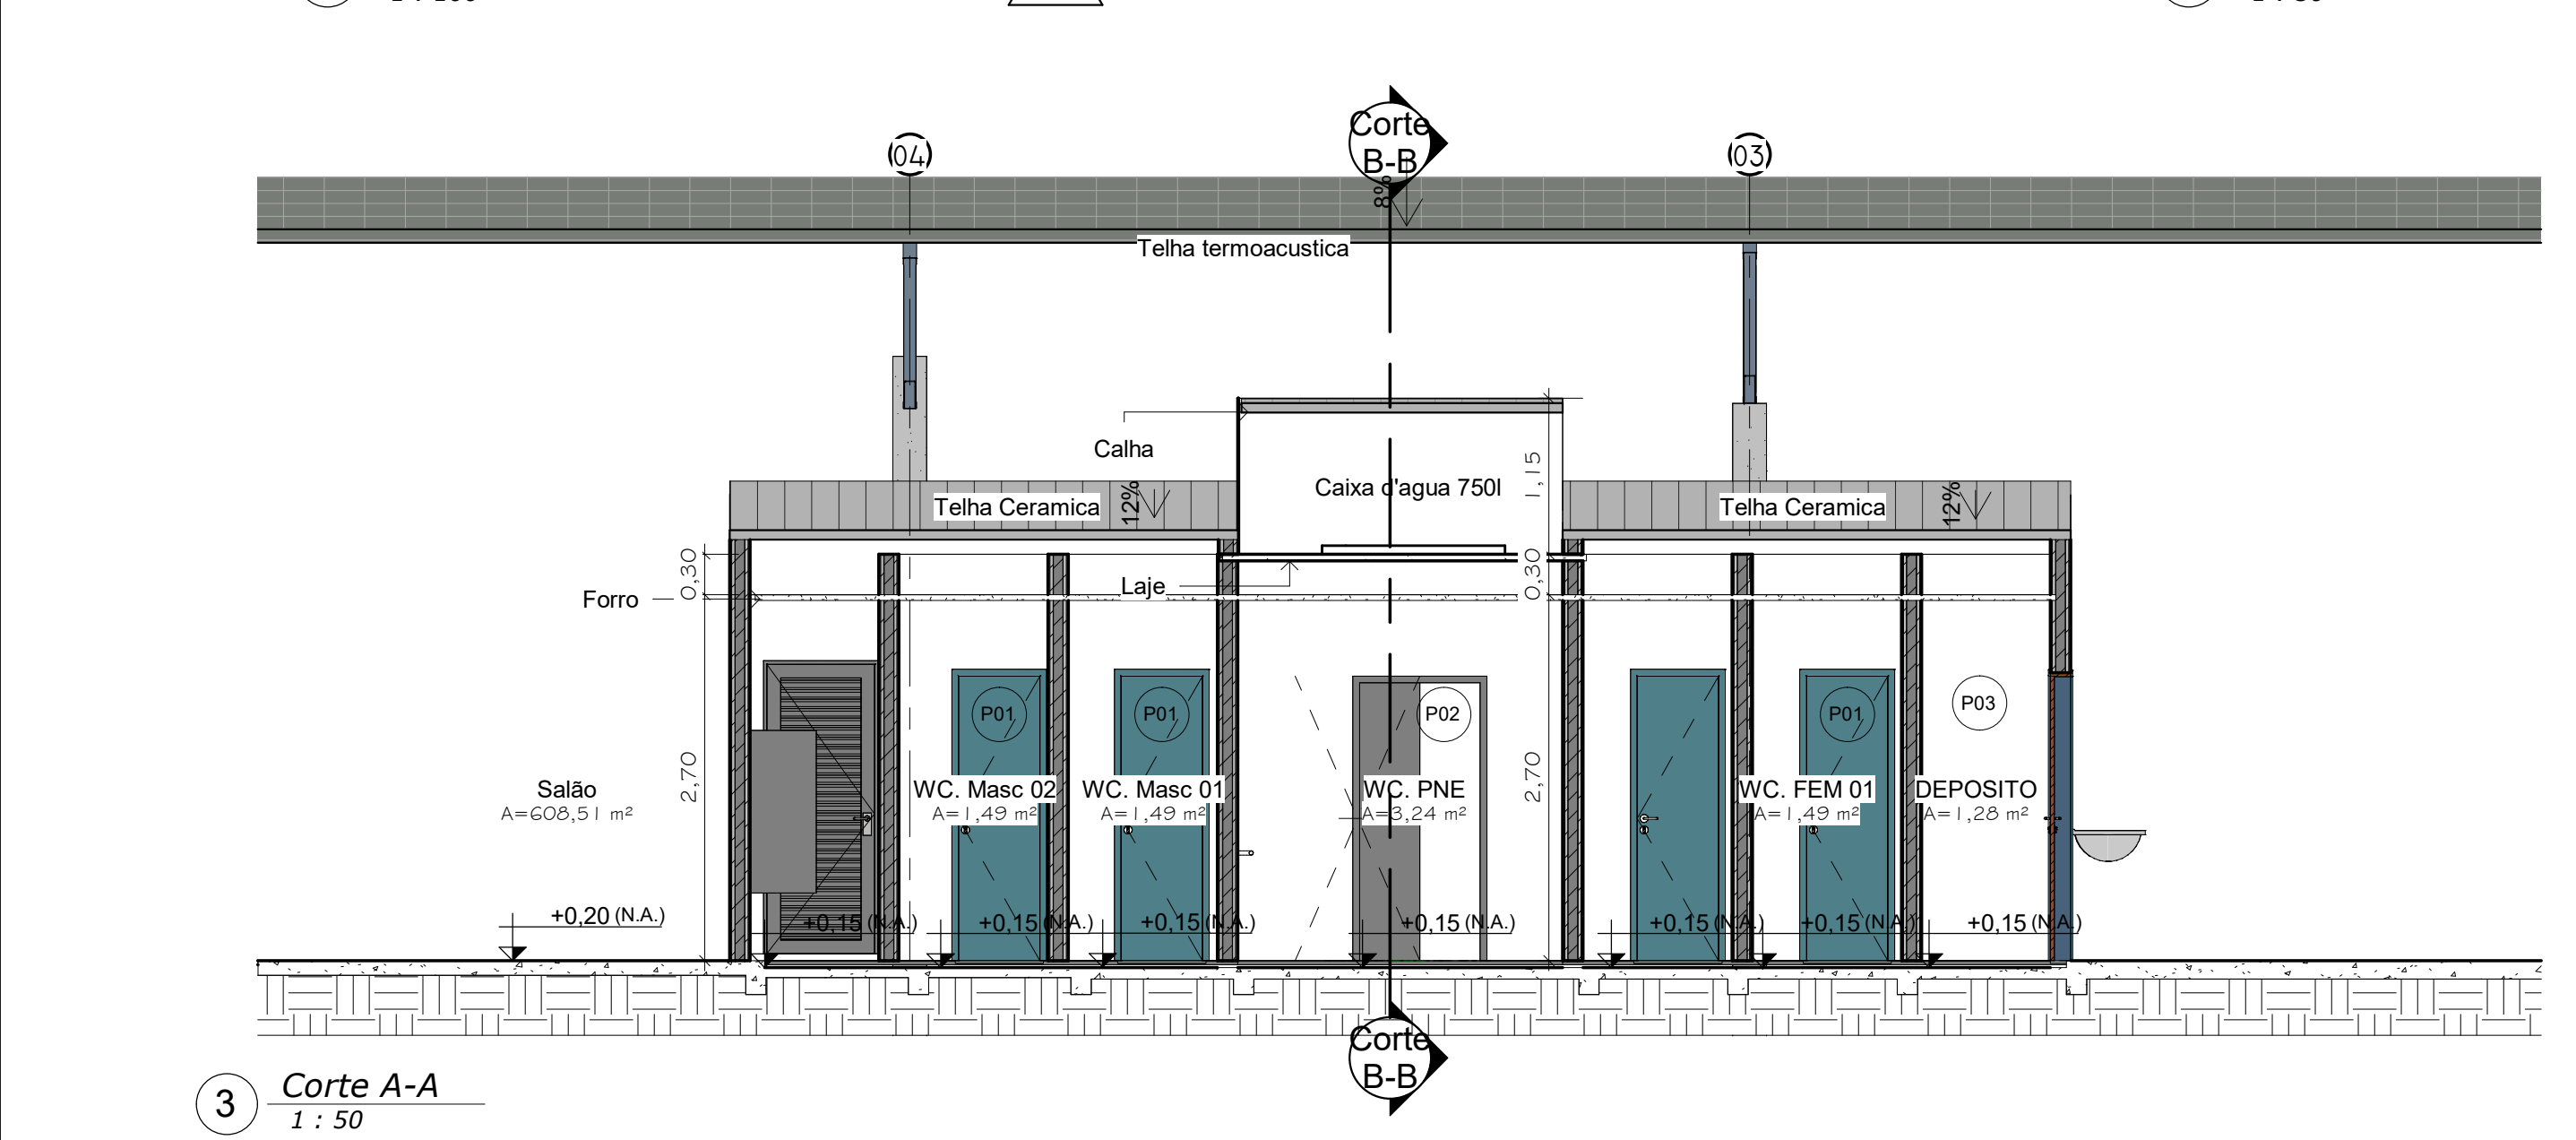 04
Corte
B-B
03
8%
Telha termoacustica
Calha
1,15
Caixa d'agua 750l
Telha Ceramica
12%
Telha Ceramica
12%
0,30
0,30
Laje
Forro
P01
P01
P02
P01
P03
2,70
2,70
Salão
A=608,51 m²
WC. Masc 02
A=1,49 m²
WC. Masc 01
A=1,49 m²
WC. PNE
A=3,24 m²
WC. FEM 01
A=1,49 m²
DEPOSITO
A=1,28 m²
+0,20 (N.A.)
+0,15 (N.A.)
+0,15 (N.A.)
+0,15 (N.A.)
+0,15 (N.A.)
+0,15 (N.A.)
+0,15 (N.A.)
+0,15 (N.A.)
Corte
B-B
3
Corte A-A
1 : 50